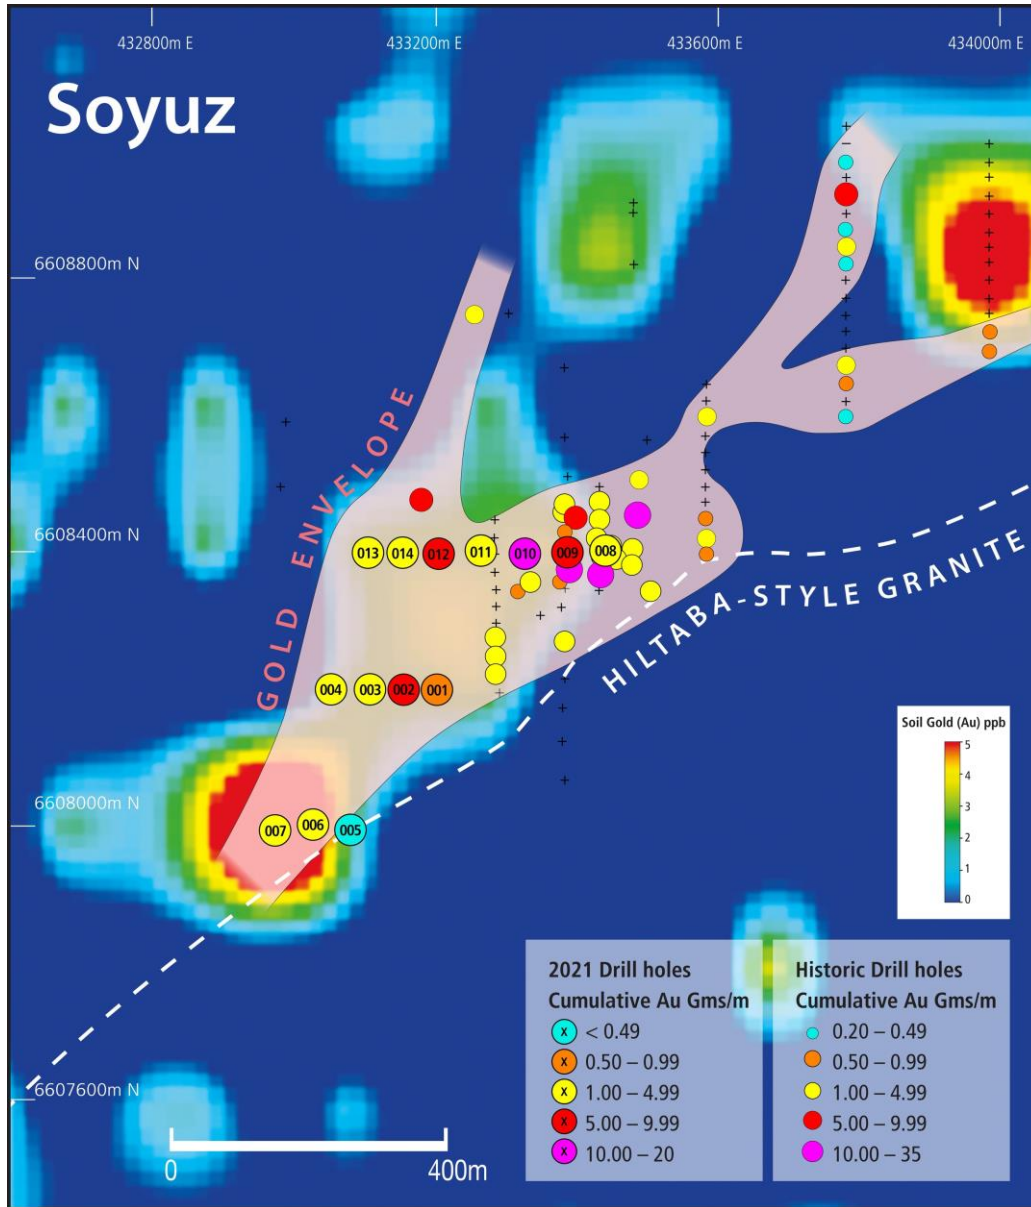 432800m E
433200m E
433600m E
434000m E
Soyuz
6608800m N
GOLD ENVELOPE
6608400m N
013
014
012
011
010
009
008
HILTABA-STYLE GRANITE
004
003
002
001
6608000m N
007
006
005
Soil Gold (Au) ppb
5
4
3
2
1
0
2021 Drill holes
Cumulative Au Gms/m
x < 0.49
x 0.50 – 0.99
x 1.00 – 4.99
x 5.00 – 9.99
x 10.00 – 20
Historic Drill holes
Cumulative Au Gms/m
0.20 – 0.49
0.50 – 0.99
1.00 – 4.99
5.00 – 9.99
10.00 – 35
6607600m N
0
400m